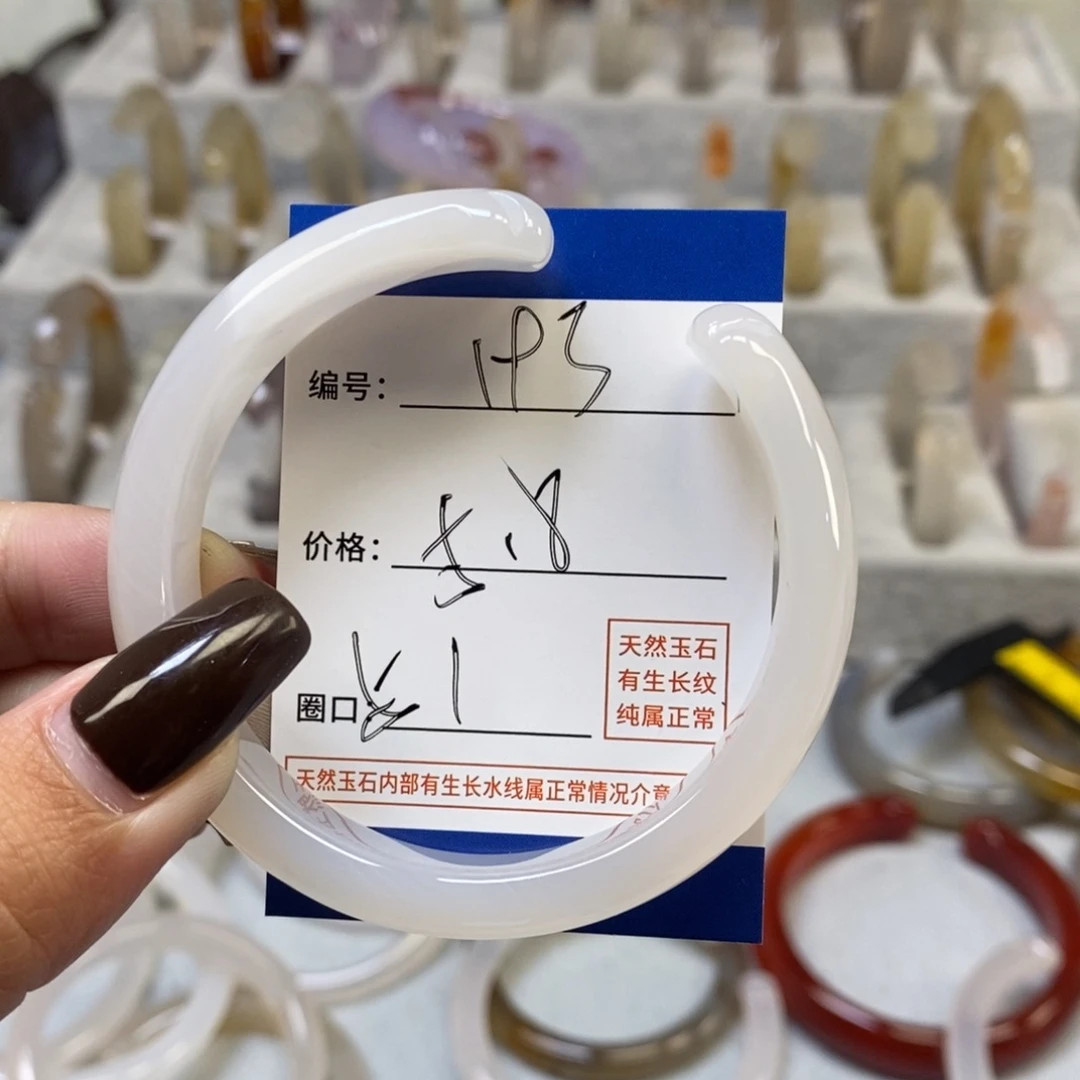 编号: 193
价格:
圈口: 61
天然玉石
有生长纹
纯属正常
天然玉石内部有生长水线属正常情况介意